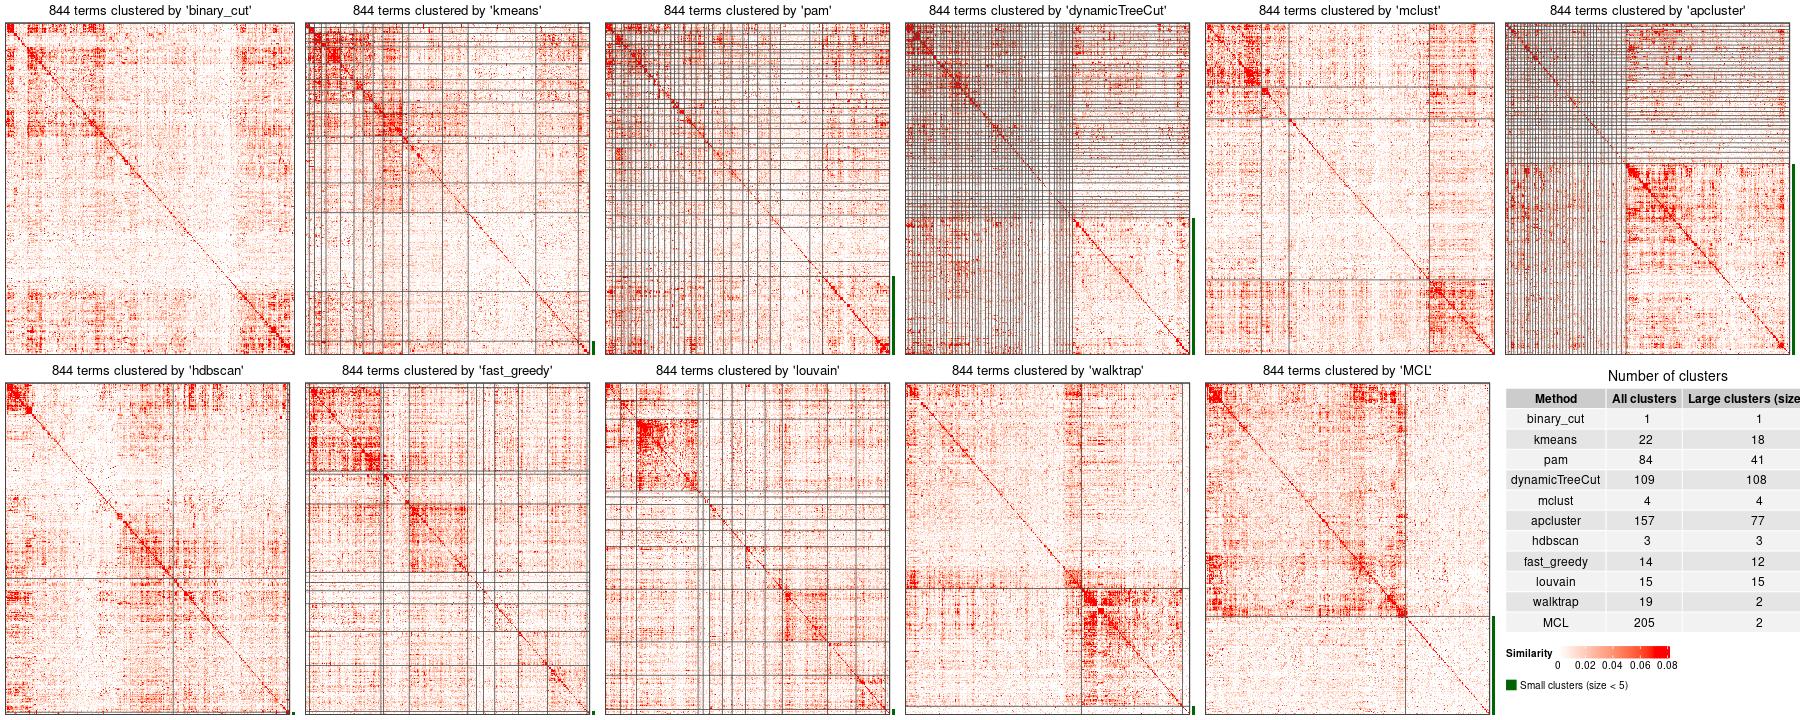 844 terms clustered by 'binary_cut'
844 terms clustered by 'kmeans'
844 terms clustered by 'pam'
844 terms clustered by 'dynamicTreeCut'
844 terms clustered by 'mclust'
844 terms clustered by 'apcluster'
844 terms clustered by 'hdbscan'
844 terms clustered by 'fast_greedy'
844 terms clustered by 'louvain'
844 terms clustered by 'walktrap'
844 terms clustered by 'MCL'
Number of clusters
Method All clusters Large clusters (size
binary_cut 1 1
kmeans 22 18
pam 84 41
dynamicTreeCut 109 108
mclust 4 4
apcluster 157 77
hdbscan 3 3
fast_greedy 14 12
louvain 15 15
walktrap 19 2
MCL 205 2
Similarity
0 0.02 0.04 0.06 0.08
Small clusters (size < 5)